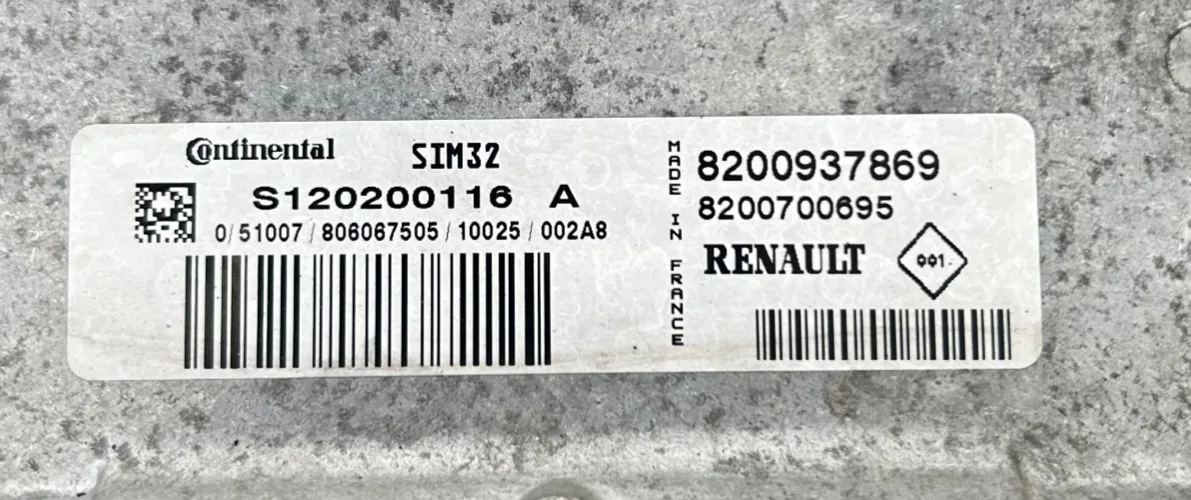 Continental SIM32
S120200116 A
0/51007/806067505/10025/002A8
MADE IN FRANCE
8200937869
8200700695
RENAULT
001